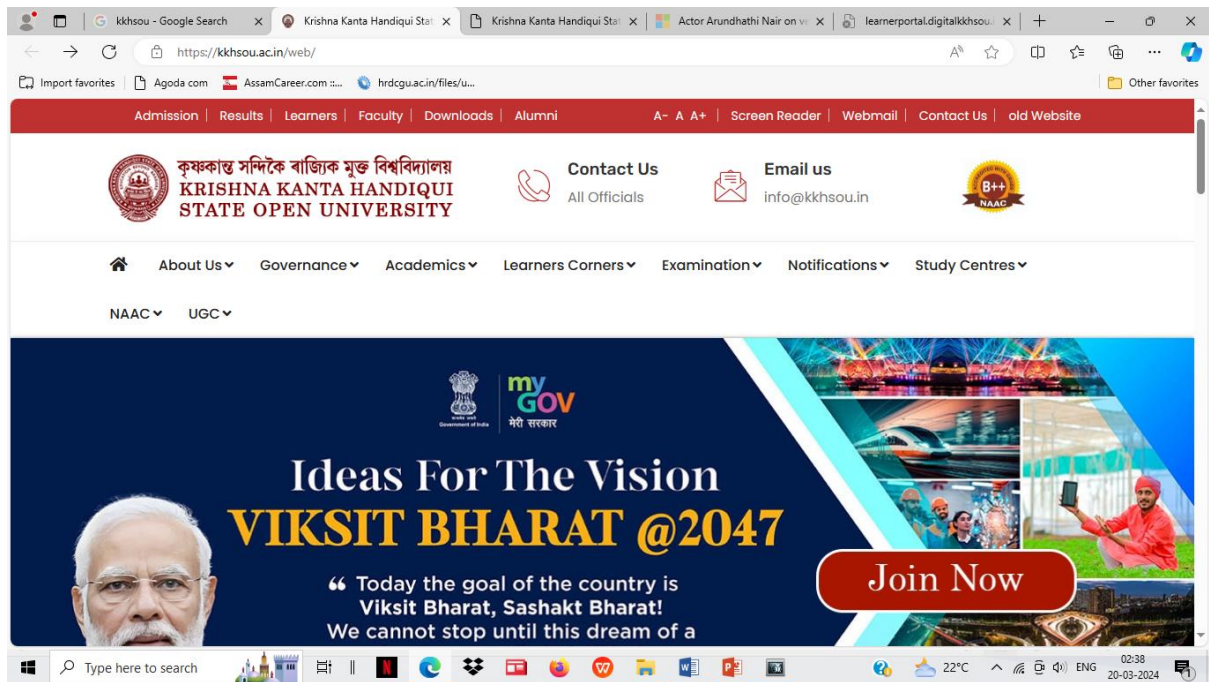 kkhsou - Google Search
Krishna Kanta Handiqui Stat
Krishna Kanta Handiqui Stat
Actor Arundhathi Nair on ve
learnerportal.digitalkkhsou.i
https://kkhsou.ac.in/web/
Import favorites
Agoda com
AssamCareer.com ::...
hrdcgu.ac.in/files/u...
Other favorites
Admission | Results | Learners | Faculty | Downloads | Alumni
A- A A+ | Screen Reader | Webmail | Contact Us | old Website
কৃষ্ণকান্ত সন্দিকৈ ৰাজ্যিক মুক্ত বিশ্ববিদ্যালয়
KRISHNA KANTA HANDIQUI
STATE OPEN UNIVERSITY
Contact Us
All Officials
Email us
info@kkhsou.in
B++
NAAC
About Us
Governance
Academics
Learners Corners
Examination
Notifications
Study Centres
NAAC
UGC
Government of India
my
GOV
मेरी सरकार
Ideas For The Vision
VIKSIT BHARAT @2047
“ Today the goal of the country is
Viksit Bharat, Sashakt Bharat!
We cannot stop until this dream of a
Join Now
Type here to search
22°C
ENG
02:38
20-03-2024